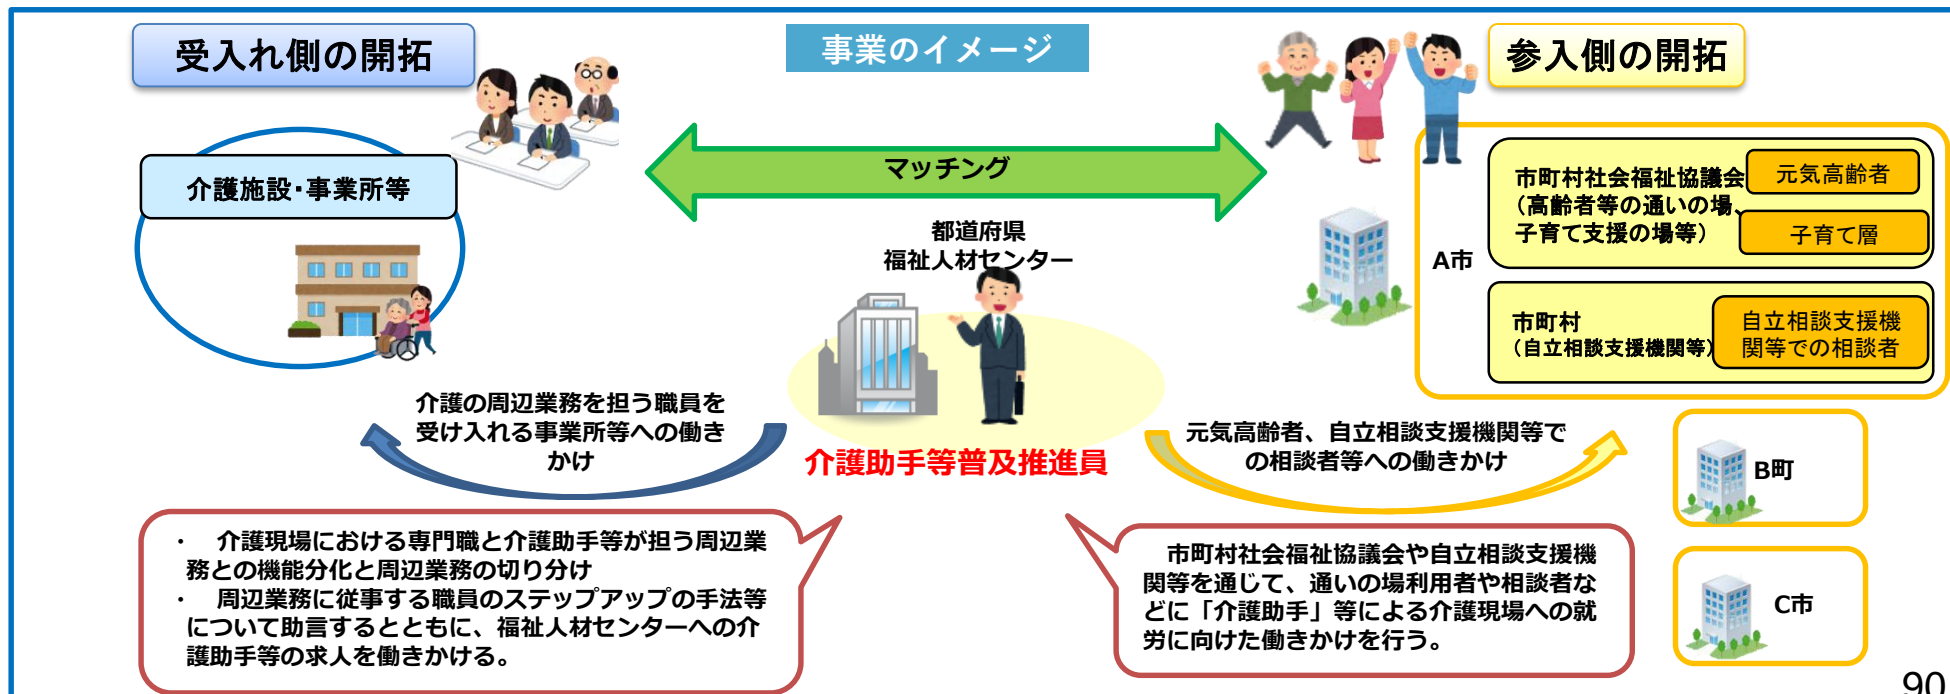 受入れ側の開拓
事業のイメージ
参入側の開拓
介護施設・事業所等
マッチング
都道府県
福祉人材センター
A市
市町村社会福祉協議会
（高齢者等の通いの場、
子育て支援の場等）
元気高齢者
子育て層
市町村
（自立相談支援機関等）
自立相談支援機
関等での相談者
介護の周辺業務を担う職員を
受け入れる事業所等への働き
かけ
介護助手等普及推進員
元気高齢者、自立相談支援機関等で
の相談者等への働きかけ
B町
C市
・　介護現場における専門職と介護助手等が担う周辺業
務との機能分化と周辺業務の切り分け
・　周辺業務に従事する職員のステップアップの手法等
について助言するとともに、福祉人材センターへの介
護助手等の求人を働きかける。
市町村社会福祉協議会や自立相談支援機
関等を通じて、通いの場利用者や相談者な
どに「介護助手」等による介護現場への就
労に向けた働きかけを行う。
90